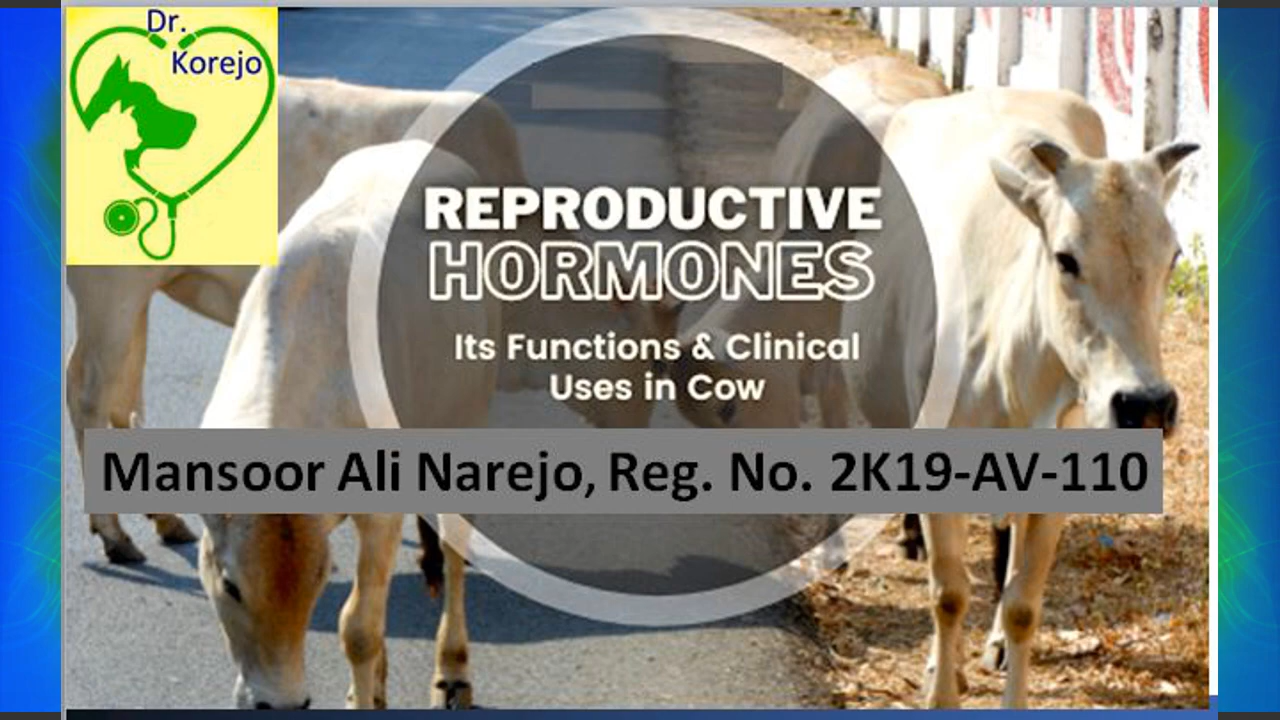 Dr.
Korejo
REPRODUCTIVE
HORMONES
Its Functions & Clinical
Uses in Cow
Mansoor Ali Narejo, Reg. No. 2K19-AV-110